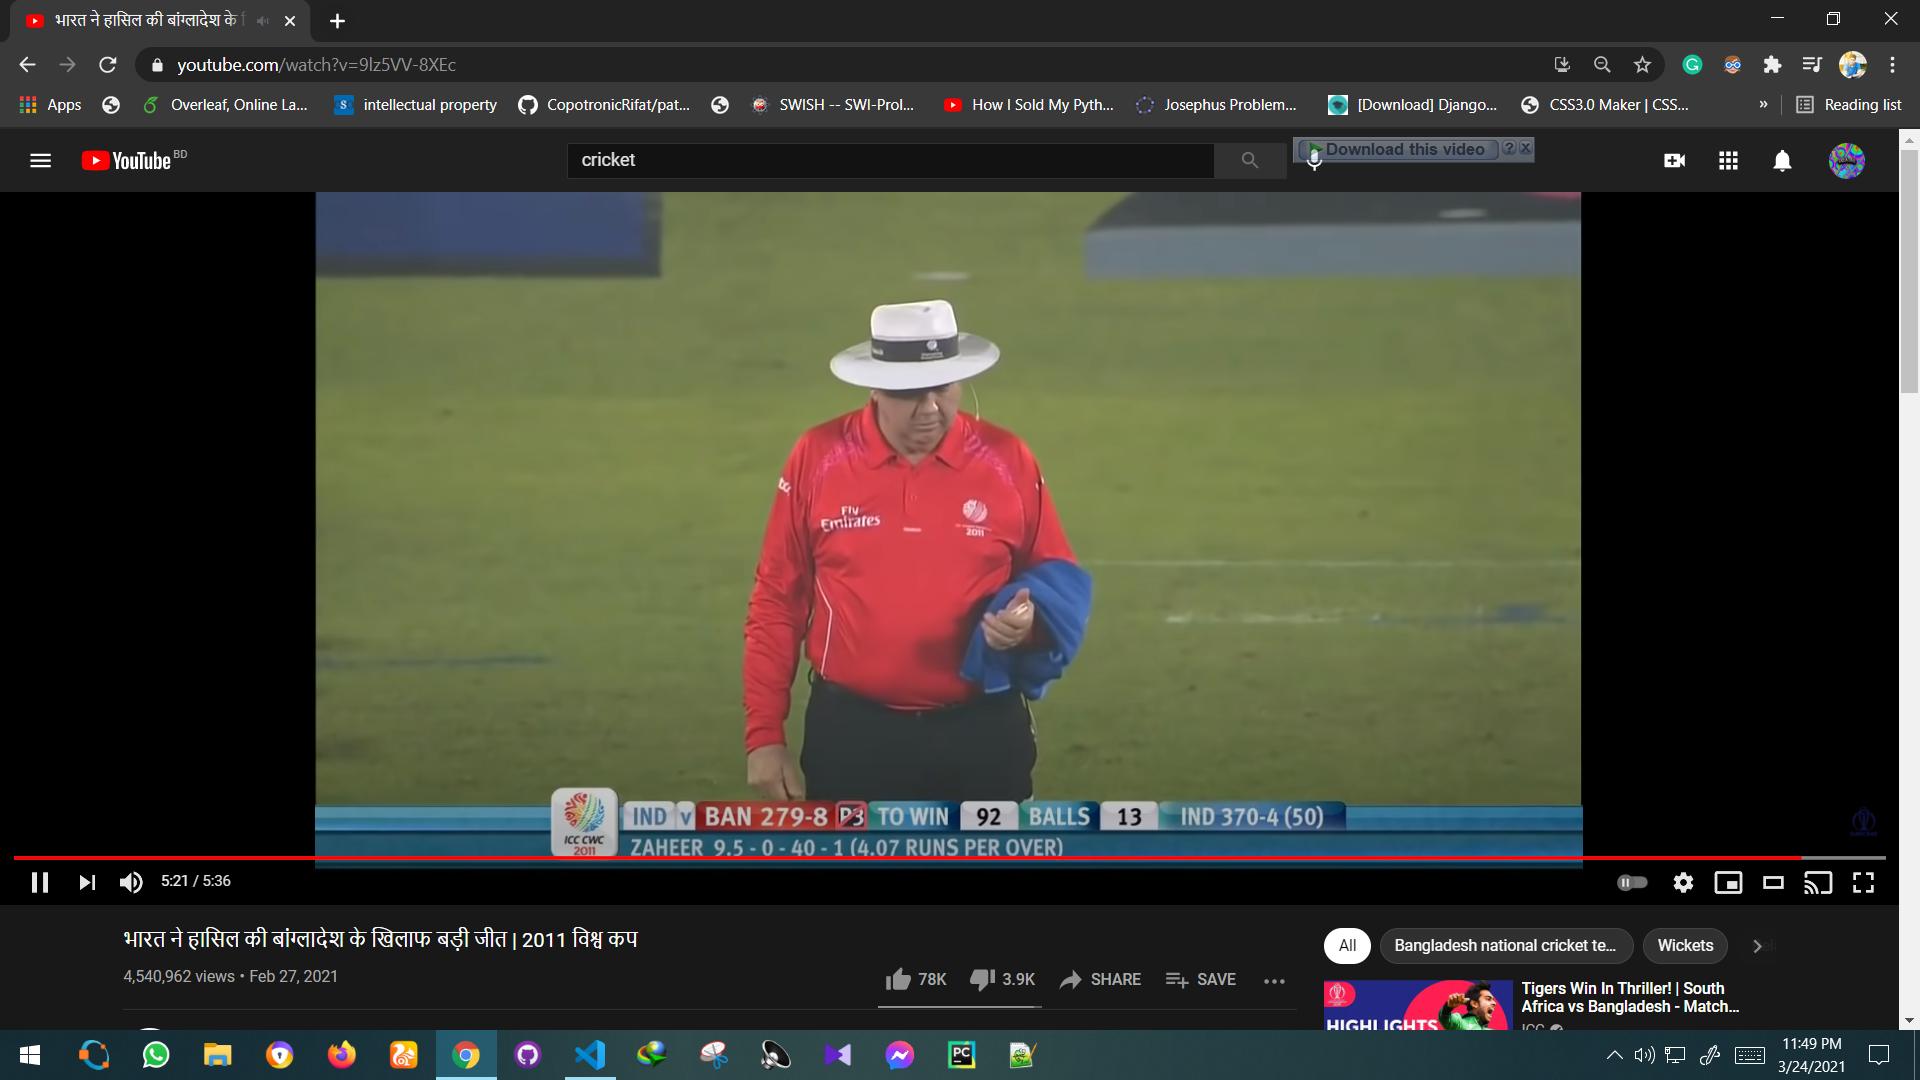 भारत ने हासिल की बांग्लादेश के
youtube.com/watch?v=9lz5VV-8XEc
Apps
Overleaf, Online La...
intellectual property
CopotronicRifat/pat...
SWISH -- SWI-Prol...
How I Sold My Pyth...
Josephus Problem...
[Download] Django...
CSS3.0 Maker | CSS...
»
Reading list
YouTube BD
cricket
Download this video ? X
Fly Emirates
2011
IND v BAN 279-8 P3 TO WIN 92 BALLS 13 IND 370-4 (50)
ICC CWC 2011
ZAHEER 9.5 - 0 - 40 - 1 (4.07 RUNS PER OVER)
5:21 / 5:36
भारत ने हासिल की बांग्लादेश के खिलाफ बड़ी जीत | 2011 विश्व कप
4,540,962 views • Feb 27, 2021
78K
3.9K
SHARE
SAVE
All
Bangladesh national cricket te...
Wickets
HIGHLIGHTS
Tigers Win In Thriller! | South
Africa vs Bangladesh - Match...
ICC
PC
11:49 PM
3/24/2021